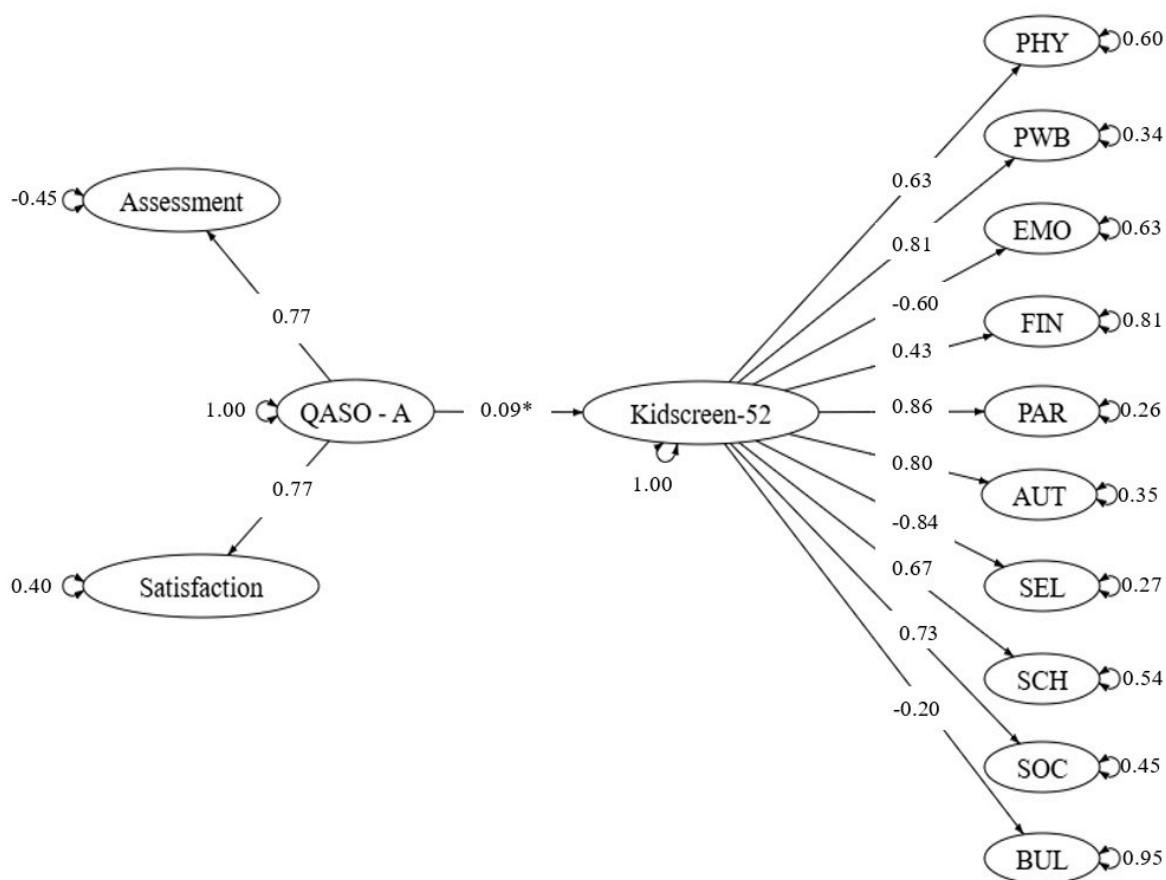 PHY
0.60
PWB
0.34
0.63
Assessment
-0.45
EMO
0.63
0.81
-0.60
0.77
FIN
0.81
0.43
1.00
QASO - A
0.09*
Kidscreen-52
0.86
PAR
0.26
1.00
0.80
AUT
0.35
0.77
-0.84
0.67
Satisfaction
0.40
SEL
0.27
0.73
SCH
0.54
-0.20
SOC
0.45
BUL
0.95